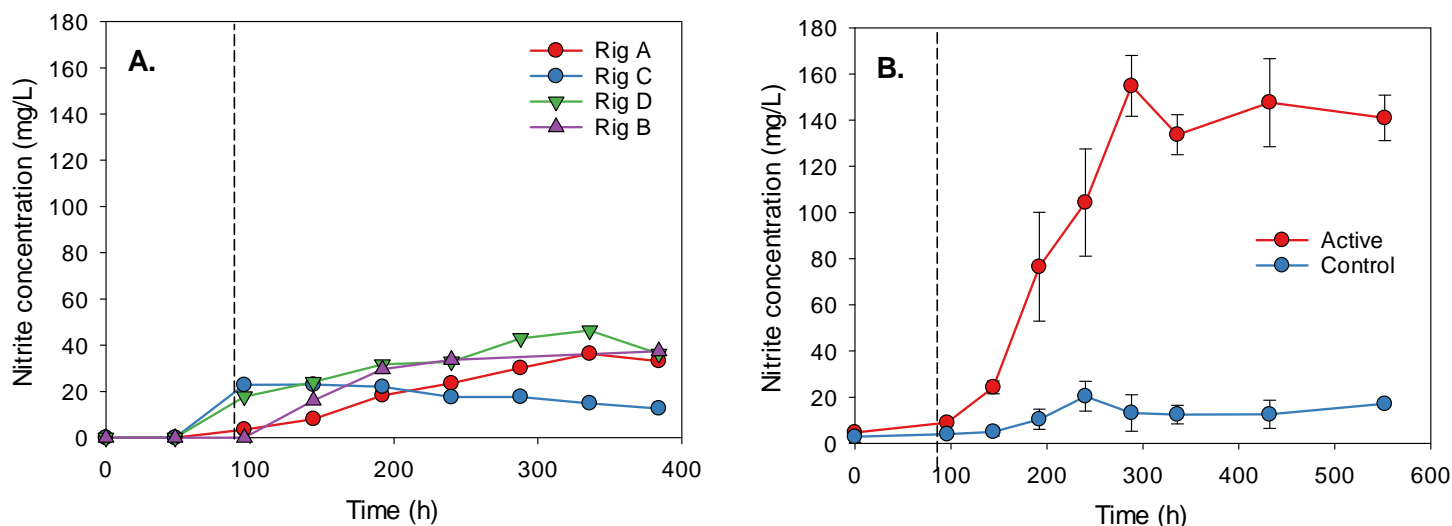 A.
Rig A
Rig C
Rig D
Rig B
Nitrite concentration (mg/L)
180
160
140
120
100
80
60
40
20
0
0 100 200 300 400
Time (h)
B.
Active
Control
Nitrite concentration (mg/L)
180
160
140
120
100
80
60
40
20
0
0 100 200 300 400 500 600
Time (h)